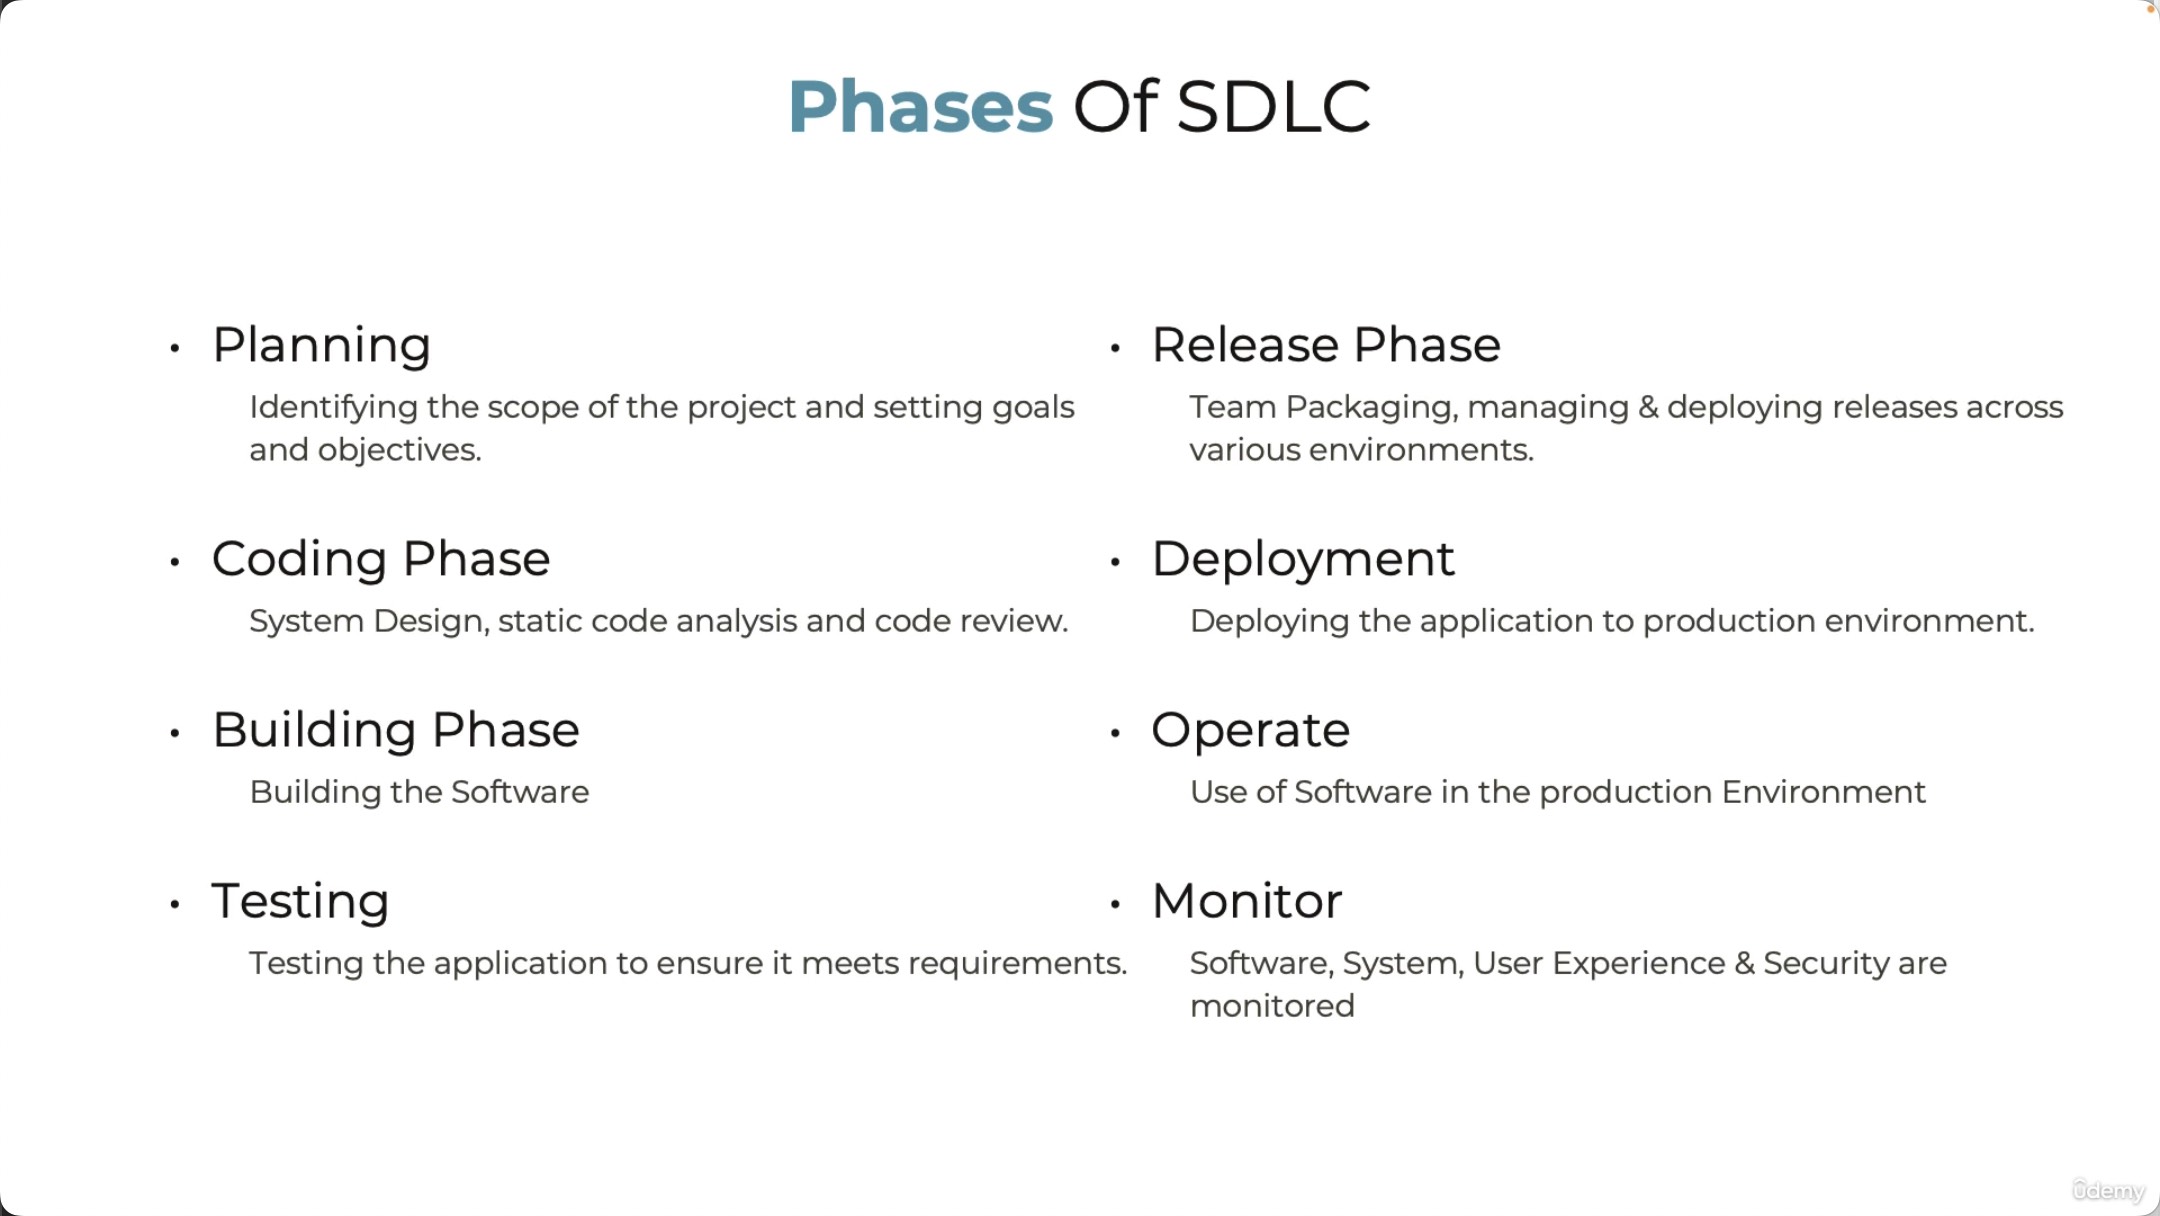 Phases Of SDLC
• Planning
Identifying the scope of the project and setting goals
and objectives.
• Coding Phase
System Design, static code analysis and code review.
• Building Phase
Building the Software
• Testing
Testing the application to ensure it meets requirements.
• Release Phase
Team Packaging, managing & deploying releases across
various environments.
• Deployment
Deploying the application to production environment.
• Operate
Use of Software in the production Environment
• Monitor
Software, System, User Experience & Security are
monitored
ûdemy